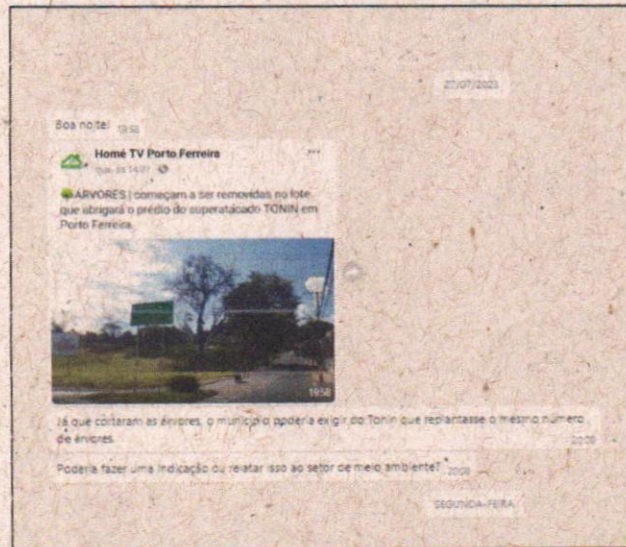 27/07/2023
Boa noite! 19:58
Home TV Porto Ferreira
🌳ÁRVORES | começam a ser removidas no lote
que abrigará o prédio do superatacado TONIN em
Porto Ferreira
19:58
Já que cortaram as árvores, o município poderia exigir do Tonin que replantasse o mesmo número
de árvores. 20:00
Poderia fazer uma indicação ou relatar isso ao setor de meio ambiente? 20:00
SEGUNDA-FEIRA